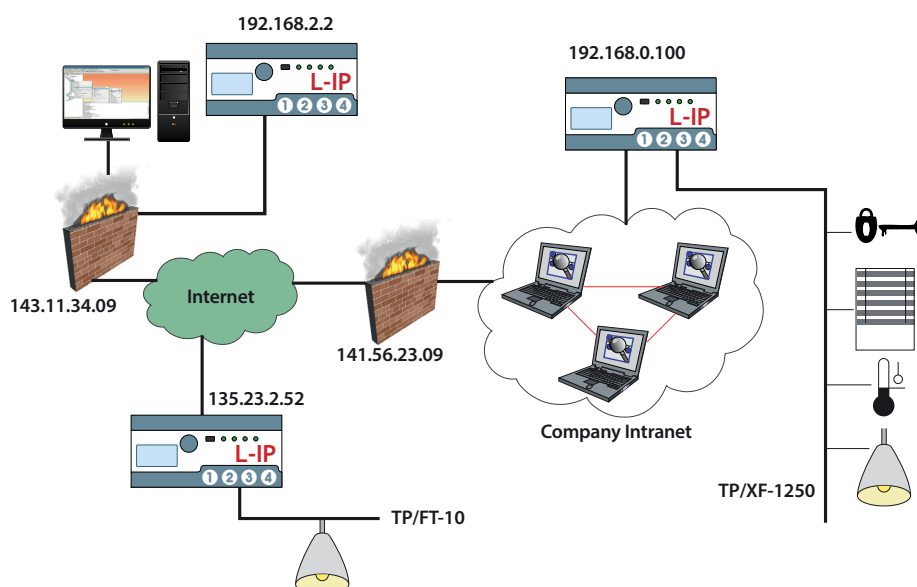 192.168.2.2
192.168.0.100
L-IP
1 2 3 4
L-IP
1 2 3 4
143.11.34.09
Internet
141.56.23.09
135.23.2.52
L-IP
1 2 3 4
Company Intranet
TP/XF-1250
TP/FT-10